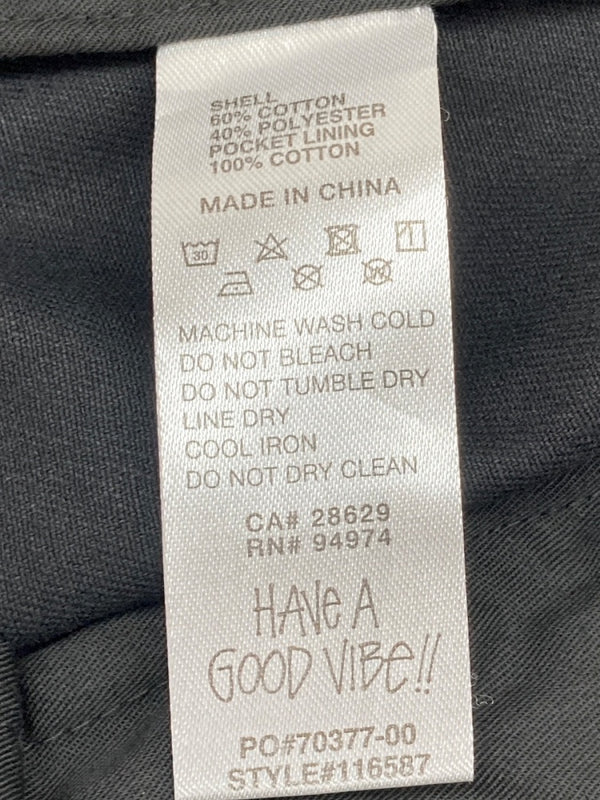 SHELL
60% COTTON
40% POLYESTER
POCKET LINING
100% COTTON
MADE IN CHINA
30
W
MACHINE WASH COLD
DO NOT BLEACH
DO NOT TUMBLE DRY
LINE DRY
COOL IRON
DO NOT DRY CLEAN
CA# 28629
RN# 94974
HAVe A
GOOD VIBe!!
PO#70377-00
STYLE#116587